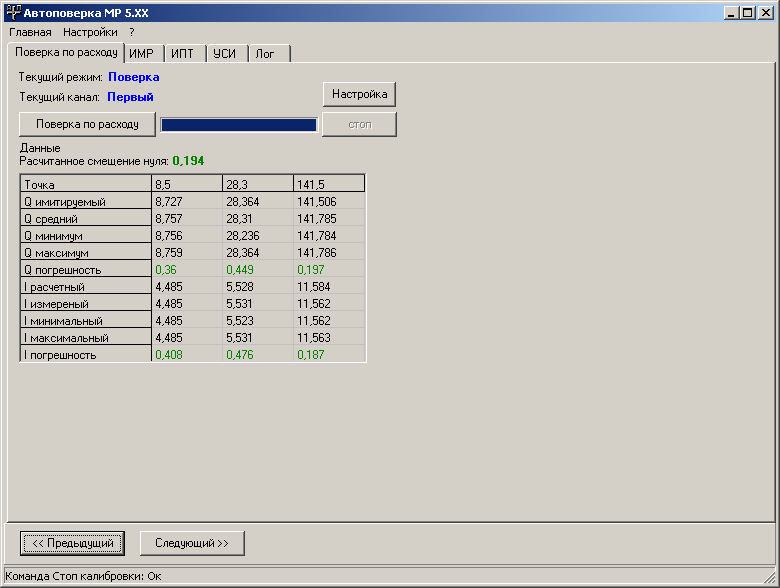 Автоповерка МР 5.XX
Главная Настройки ?
Поверка по расходу ИМР ИПТ УСИ Лог
Текущий режим: Поверка
Текущий канал: Первый
Настройка
Поверка по расходу стоп
Данные
Расчитанное смещение нуля: 0,194
Точка 8,5 28,3 141,5
Q имитируемый 8,727 28,364 141,506
Q средний 8,757 28,31 141,785
Q минимум 8,756 28,236 141,784
Q максимум 8,759 28,364 141,786
Q погрешность 0,36 0,449 0,197
I расчетный 4,485 5,528 11,584
I измереный 4,485 5,531 11,562
I минимальный 4,485 5,523 11,562
I максимальный 4,485 5,531 11,563
I погрешность 0,408 0,476 0,187
<< Предыдущий Следующий >>
Команда Стоп калибровки: Ок